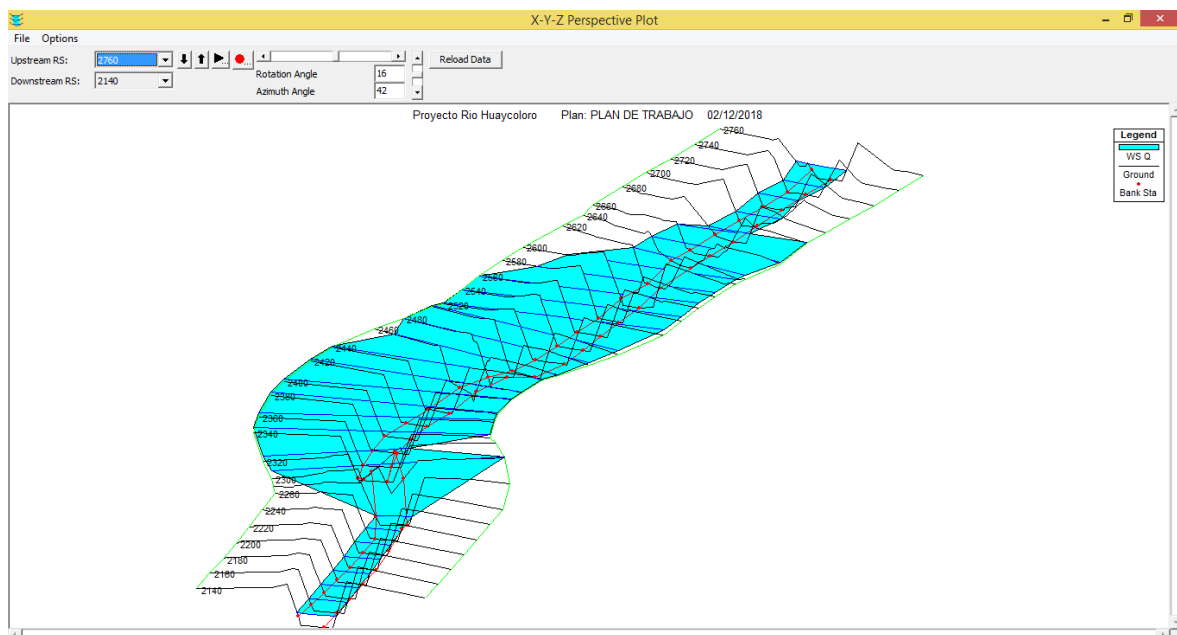 X-Y-Z Perspective Plot
File Options
Upstream RS: 2760
Downstream RS: 2140
Rotation Angle 16
Azimuth Angle 42
Reload Data
Proyecto Rio Huaycoloro Plan: PLAN DE TRABAJO 02/12/2018
Legend
WS Q
Ground
Bank Sta
2760
2740
2720
2700
2680
2660
2640
2620
2600
2580
2560
2540
2520
2480
2460
2440
2420
2400
2380
2360
2340
2320
2300
2260
2240
2220
2200
2180
2160
2140